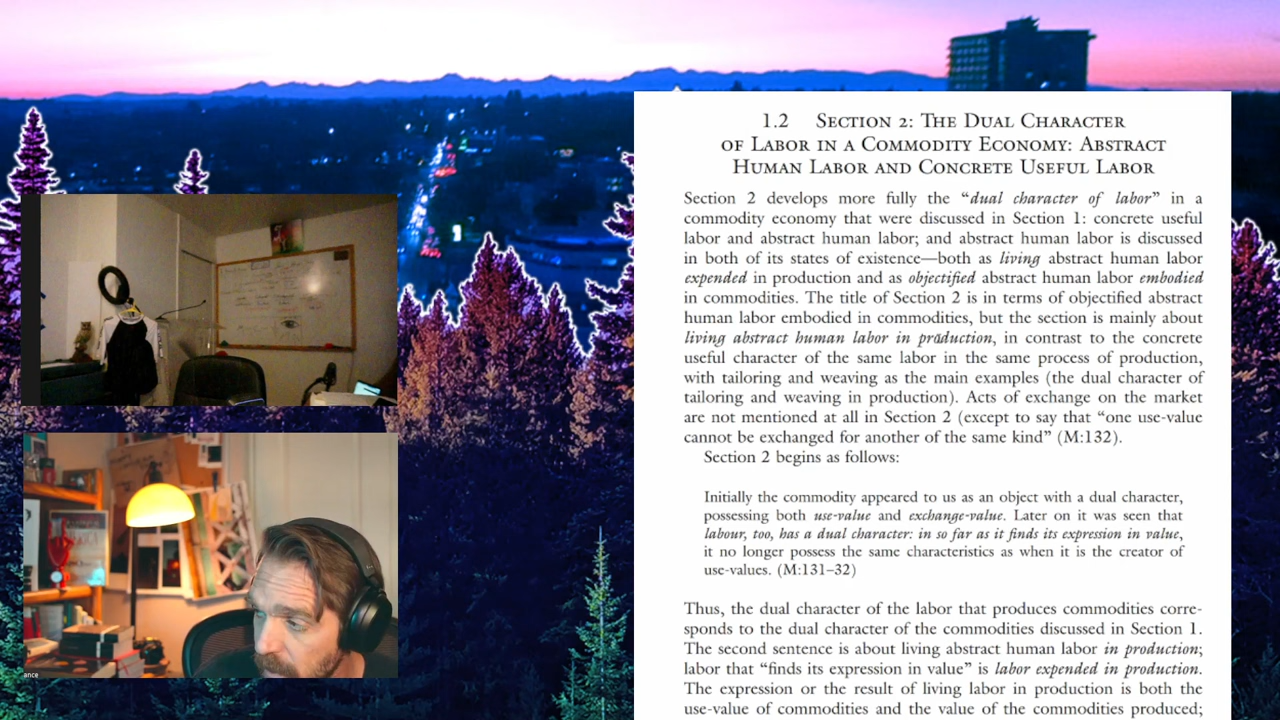 1.2 Section 2: The Dual Character
of Labor in a Commodity Economy: Abstract
Human Labor and Concrete Useful Labor
Section 2 develops more fully the “dual character of labor” in a
commodity economy that were discussed in Section 1: concrete useful
labor and abstract human labor; and abstract human labor is discussed
in both of its states of existence—both as living abstract human labor
expended in production and as objectified abstract human labor embodied
in commodities. The title of Section 2 is in terms of objectified abstract
human labor embodied in commodities, but the section is mainly about
living abstract human labor in production, in contrast to the concrete
useful character of the same labor in the same process of production,
with tailoring and weaving as the main examples (the dual character of
tailoring and weaving in production). Acts of exchange on the market
are not mentioned at all in Section 2 (except to say that “one use-value
cannot be exchanged for another of the same kind” (M:132).
Section 2 begins as follows:
Initially the commodity appeared to us as an object with a dual character,
possessing both use-value and exchange-value. Later on it was seen that
labour, too, has a dual character: in so far as it finds its expression in value,
it no longer possess the same characteristics as when it is the creator of
use-values. (M:131–32)
Thus, the dual character of the labor that produces commodities corre-
sponds to the dual character of the commodities discussed in Section 1.
The second sentence is about living abstract human labor in production;
labor that “finds its expression in value” is labor expended in production.
The expression or the result of living labor in production is both the
use-value of commodities and the value of the commodities produced;
ance